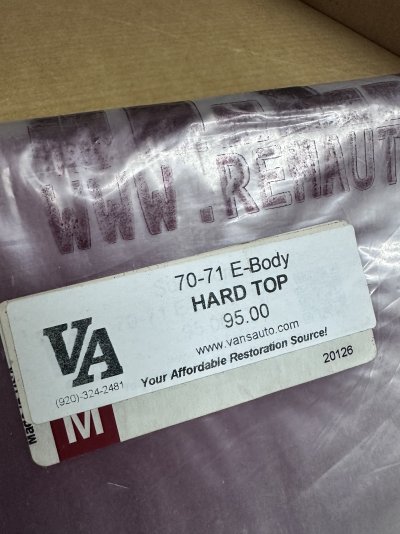 WWW.REMAUT
70-71 E-Body
HARD TOP
95.00
www.vansauto.com
Your Affordable Restoration Source!
VA
(920)-324-2481
20126
M